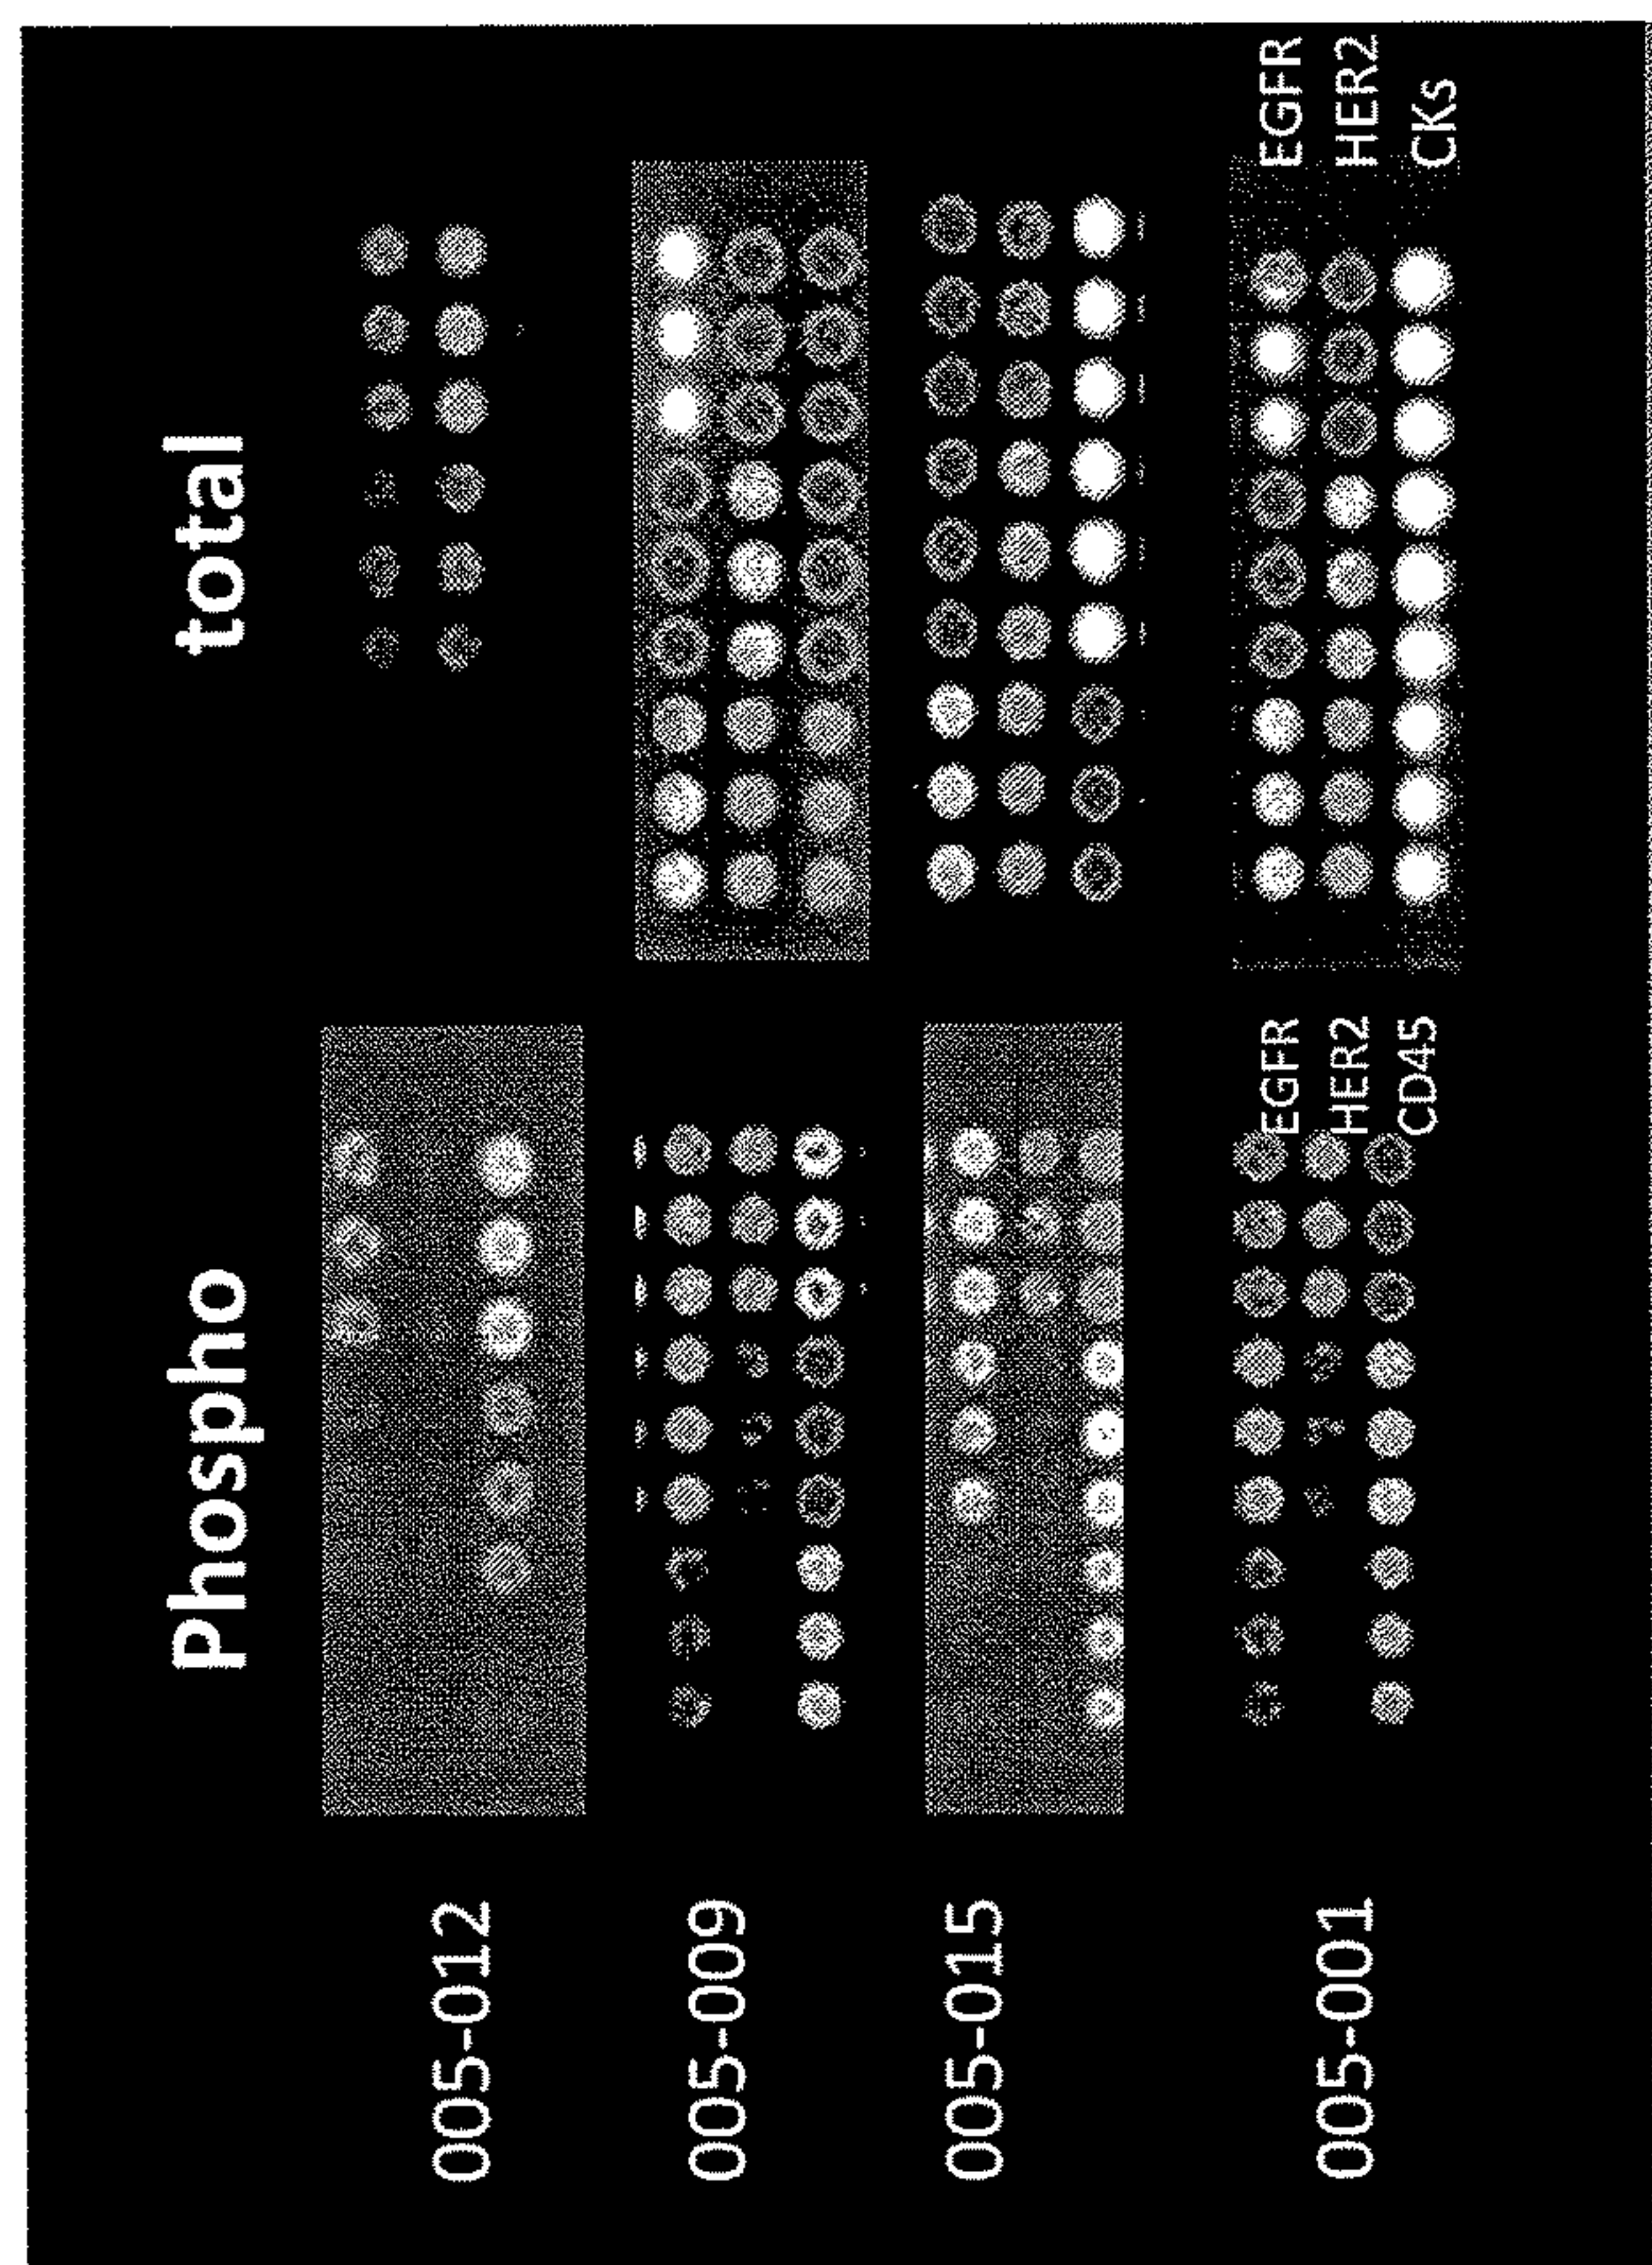 Phospho total
005-012
005-009
005-015
005-001
EGFR EGFR
HER2 HER2
CD45 CKs